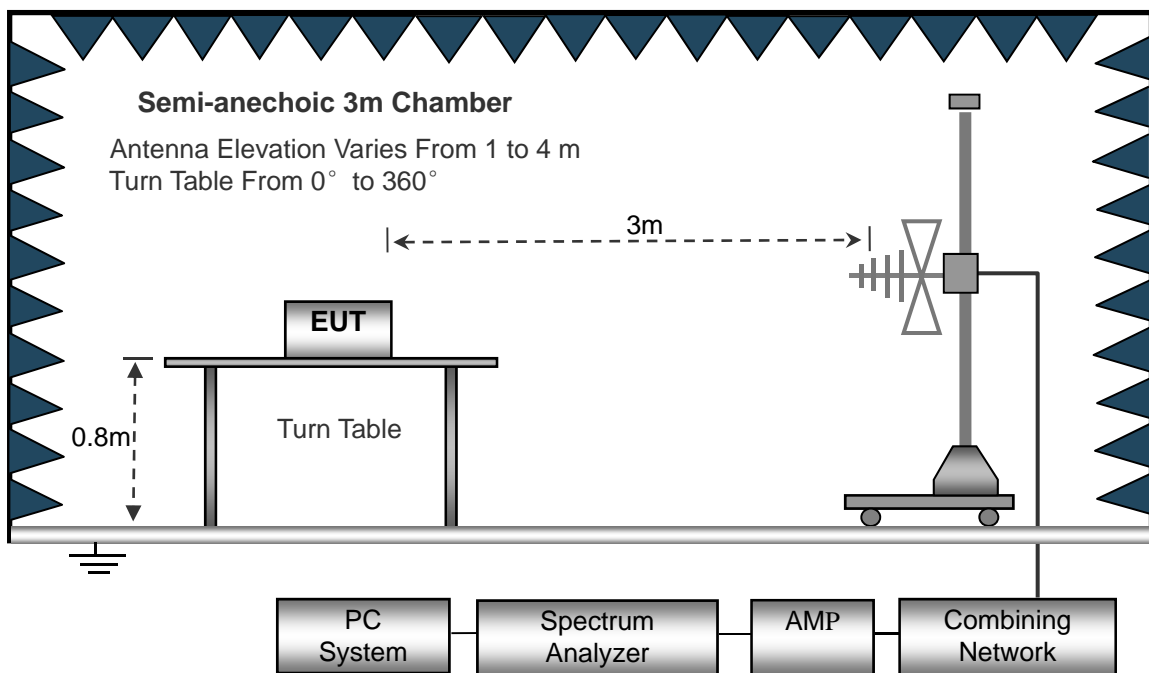 Semi-anechoic 3m Chamber
Antenna Elevation Varies From 1 to 4 m
Turn Table From 0° to 360°
3m
EUT
0.8m
Turn Table
PC
System
Spectrum
Analyzer
AMP
Combining
Network